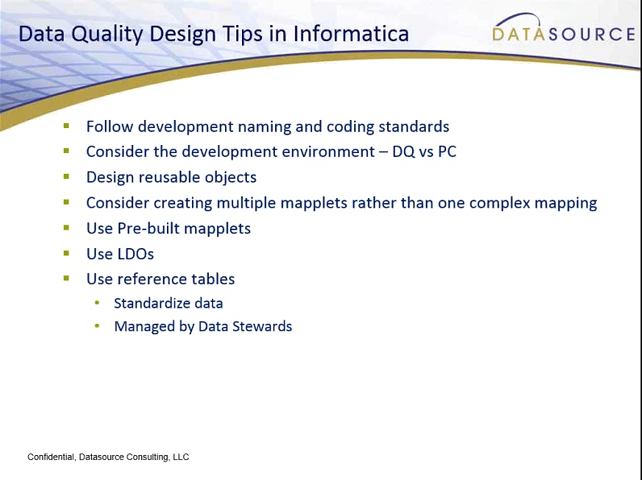 Data Quality Design Tips in Informatica
DATASOURCE
Follow development naming and coding standards
Consider the development environment – DQ vs PC
Design reusable objects
Consider creating multiple mapplets rather than one complex mapping
Use Pre-built mapplets
Use LDOs
Use reference tables
Standardize data
Managed by Data Stewards
Confidential, Datasource Consulting, LLC